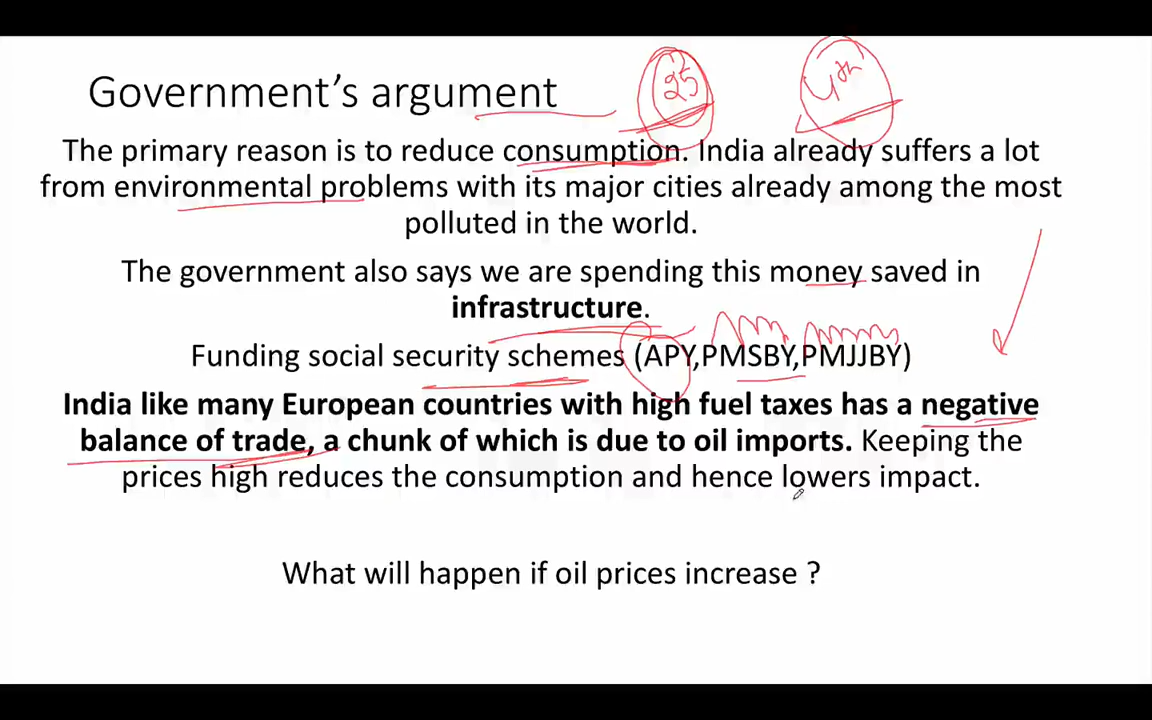 25
4th
Government's argument
The primary reason is to reduce consumption. India already suffers a lot
from environmental problems with its major cities already among the most
polluted in the world.
The government also says we are spending this money saved in
infrastructure.
Funding social security schemes (APY,PMSBY,PMJJBY)
India like many European countries with high fuel taxes has a negative
balance of trade, a chunk of which is due to oil imports. Keeping the
prices high reduces the consumption and hence lowers impact.
What will happen if oil prices increase ?